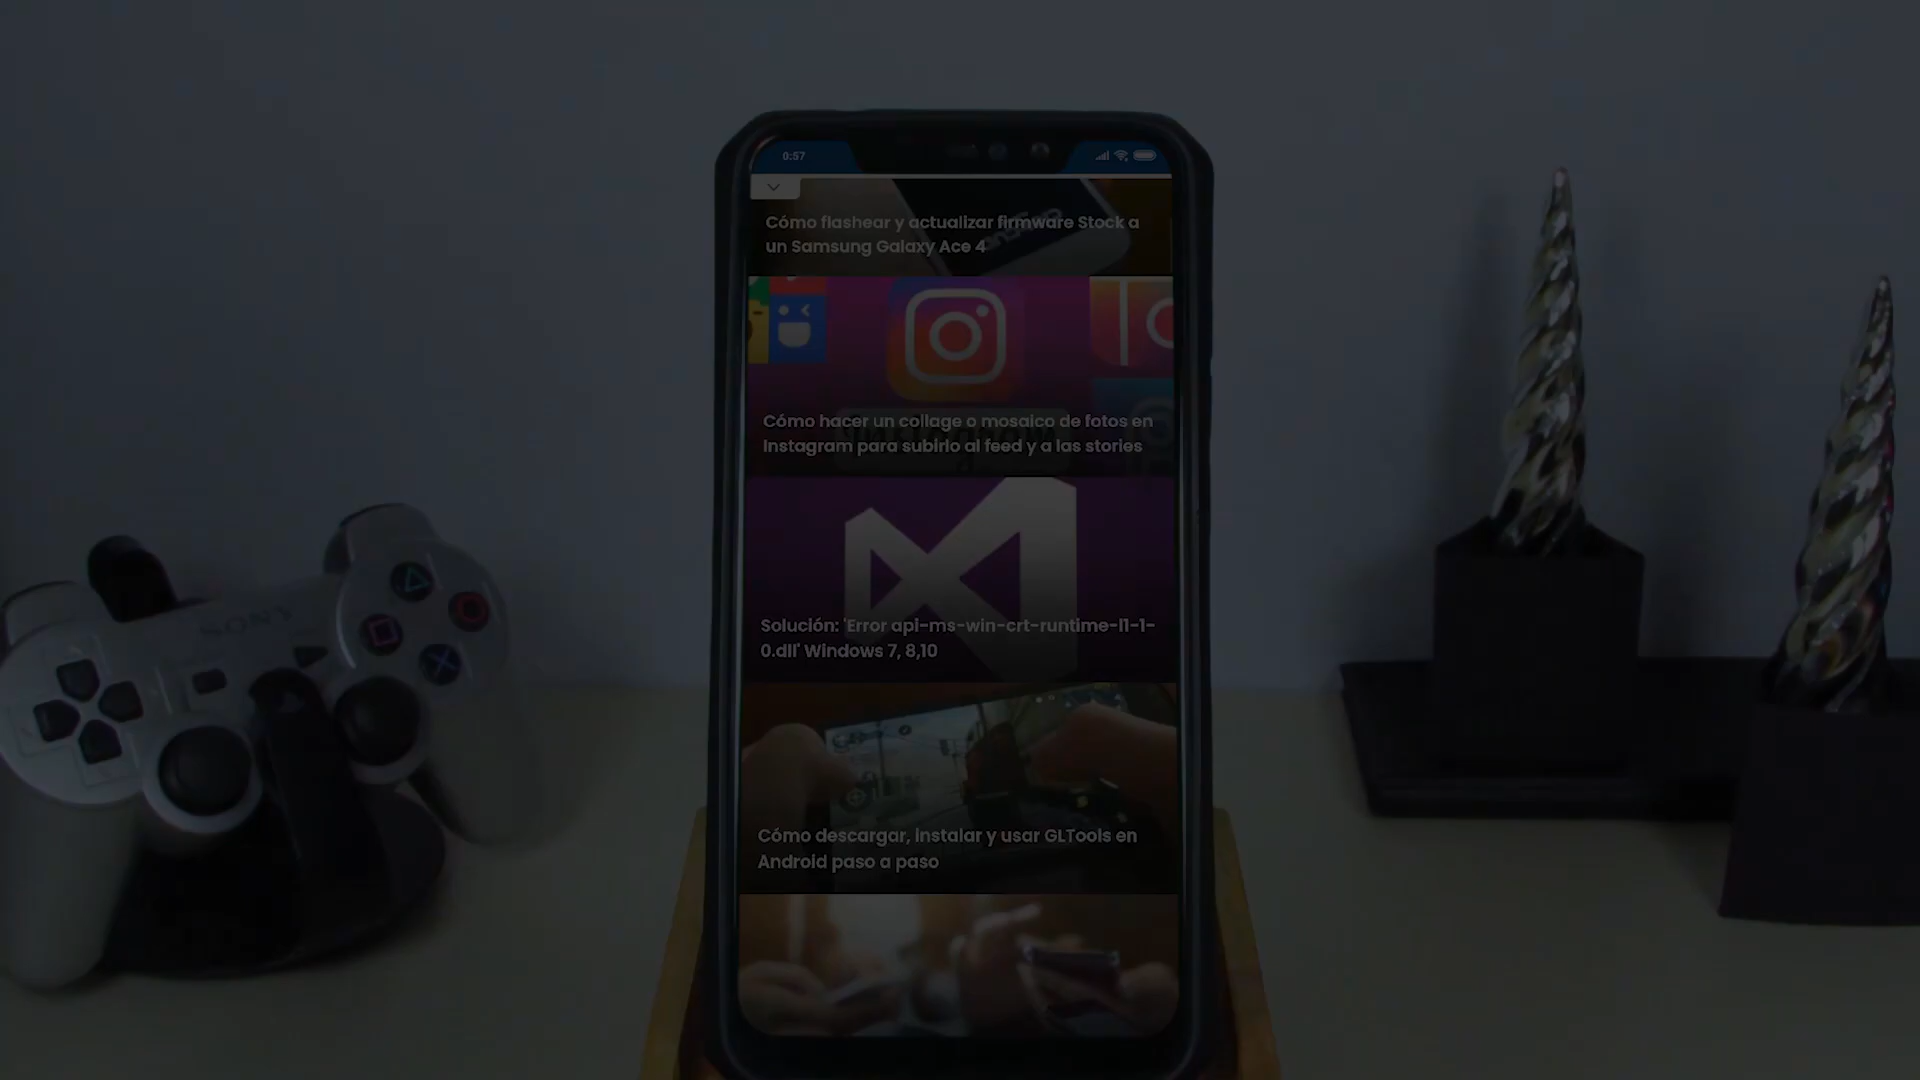 0:57
Cómo flashear y actualizar firmware Stock a
un Samsung Galaxy Ace 4
Cómo hacer un collage o mosaico de fotos en
Instagram para subirlo al feed y a las stories
Solución: 'Error api-ms-win-crt-runtime-l1-1-
0.dll' Windows 7, 8,10
SONY
Cómo descargar, instalar y usar GLTools en
Android paso a paso